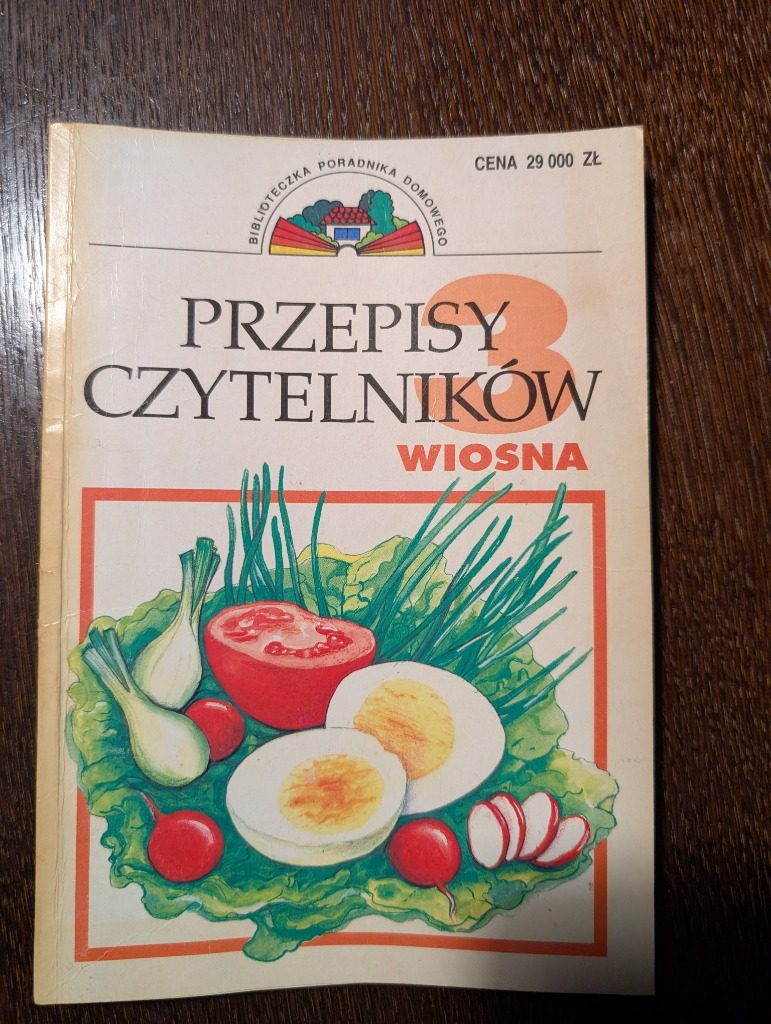 BIBLIOTECZKA PORADNIKA DOMOWEGO
CENA 29 000 ZŁ
3
PRZEPISY
CZYTELNIKÓW
WIOSNA